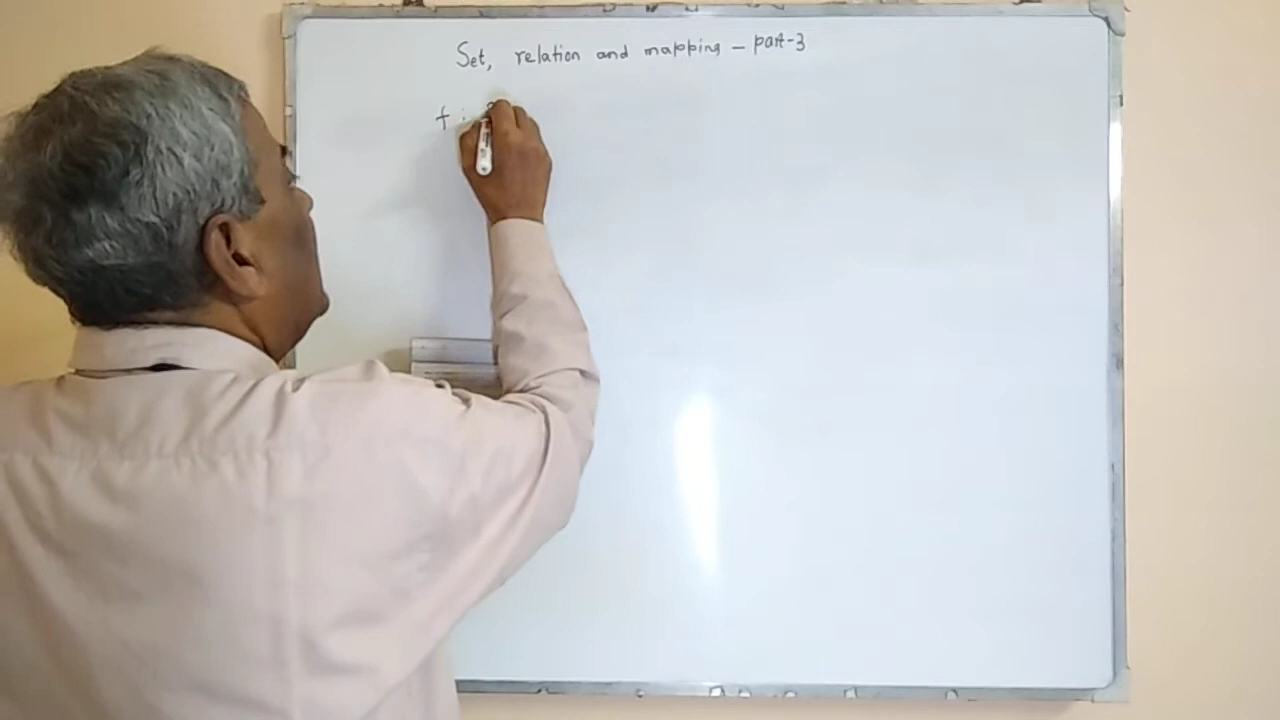 Set, relation and mapping - part-3
f :